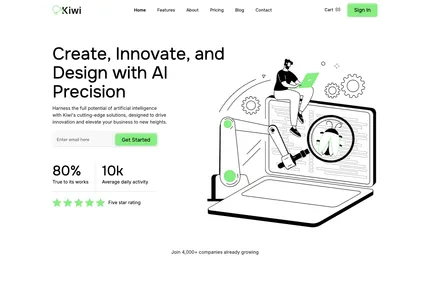 Kiwi
Home Features About Pricing Blog Contact
Cart (0)
Sign In
Create, Innovate, and
Design with AI
Precision
Harness the full potential of artificial intelligence
with Kiwi's cutting-edge solutions, designed to drive
innovation and elevate your business to new heights.
Enter email here
Get Started
80%
True to its works
10k
Average daily activity
Five star rating
Join 4,000+ companies already growing